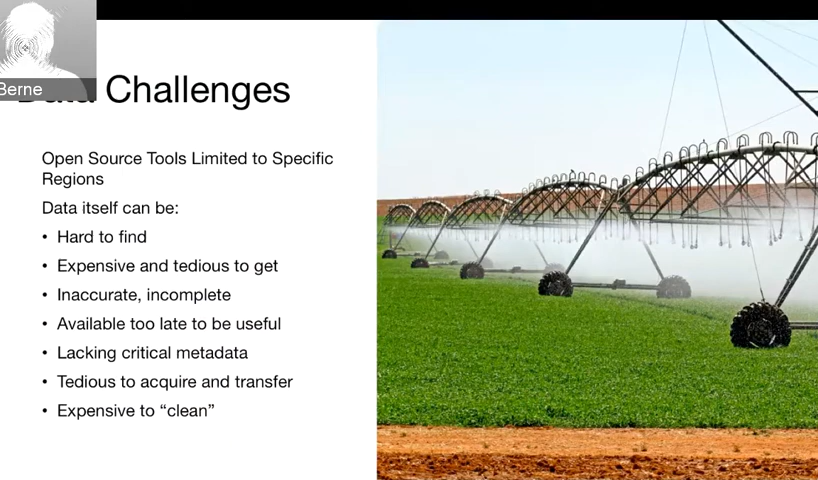 Berne
Data Challenges
Open Source Tools Limited to Specific
Regions
Data itself can be:
• Hard to find
• Expensive and tedious to get
• Inaccurate, incomplete
• Available too late to be useful
• Lacking critical metadata
• Tedious to acquire and transfer
• Expensive to “clean”